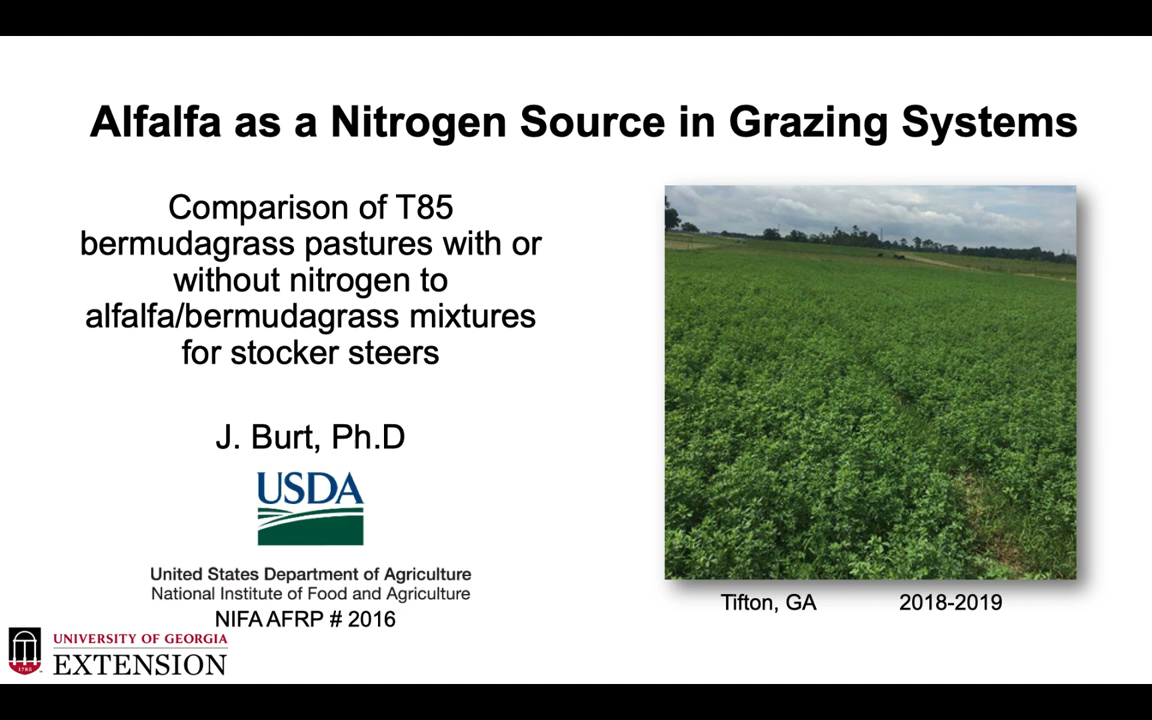 Alfalfa as a Nitrogen Source in Grazing Systems
Comparison of T85
bermudagrass pastures with or
without nitrogen to
alfalfa/bermudagrass mixtures
for stocker steers
J. Burt, Ph.D
USDA
United States Department of Agriculture
National Institute of Food and Agriculture
NIFA AFRP # 2016
Tifton, GA 2018-2019
UNIVERSITY OF GEORGIA
EXTENSION
1785